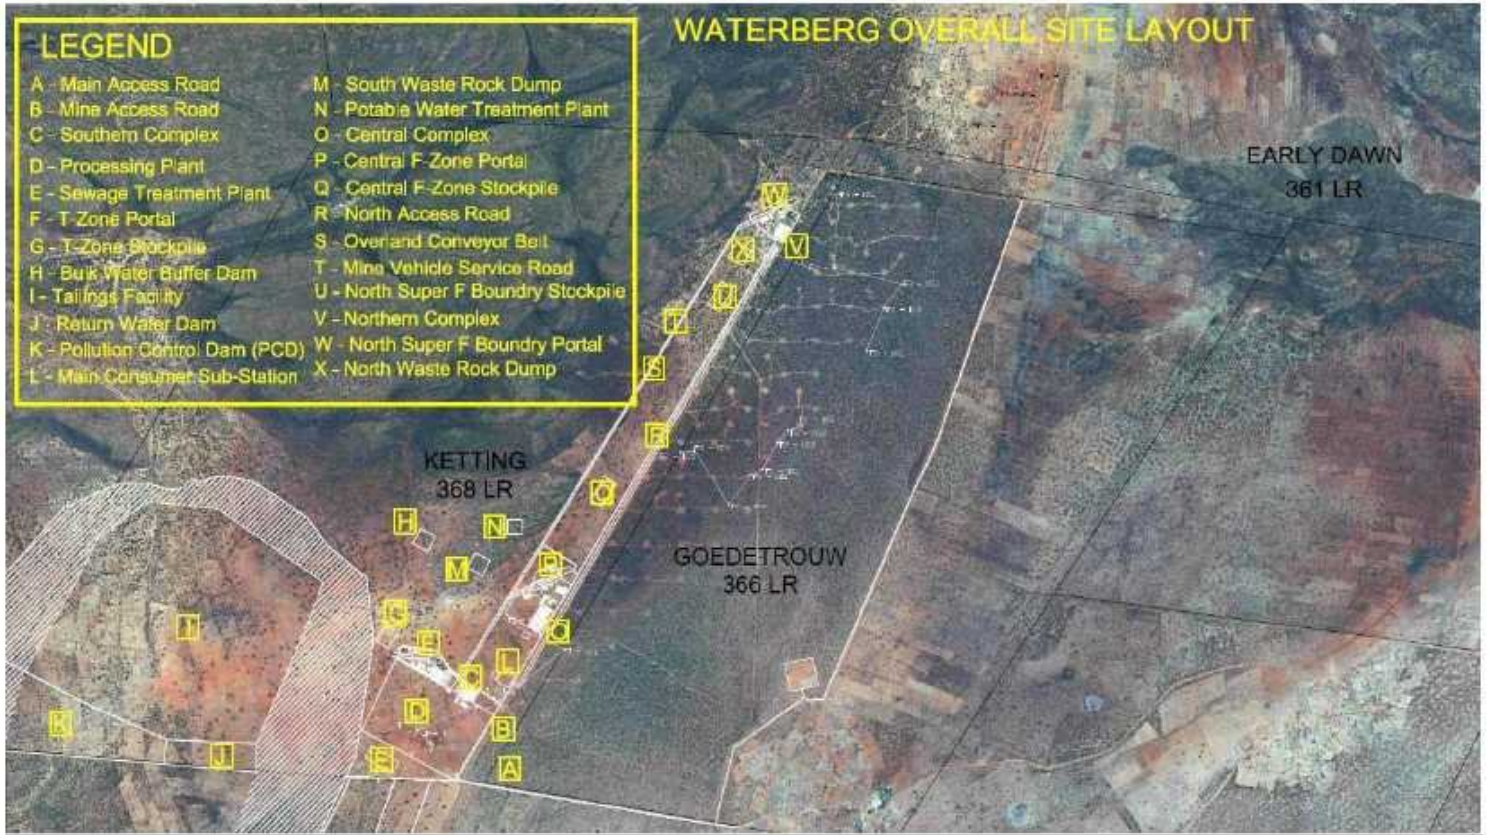 WATERBERG OVERALL SITE LAYOUT
LEGEND
A - Main Access Road
B - Mine Access Road
C - Southern Complex
D - Processing Plant
E - Sewage Treatment Plant
F - T-Zone Portal
G - T-Zone Stockpile
H - Bulk Water Buffer Dam
I - Tailings Facility
J - Return Water Dam
K - Pollution Control Dam (PCD)
L - Main Consumer Sub-Station
M - South Waste Rock Dump
N - Potable Water Treatment Plant
O - Central Complex
P - Central F-Zone Portal
Q - Central F-Zone Stockpile
R - North Access Road
S - Overland Conveyor Belt
T - Mine Vehicle Service Road
U - North Super F Boundry Stockpile
V - Northern Complex
W - North Super F Boundry Portal
X - North Waste Rock Dump
EARLY DAWN
361 LR
W
X
V
U
T
S
R
KETTING
368 LR
Q
H
N
M
P
GOEDETROUW
366 LR
G
I
O
L
C
D
K
B
J
E
A